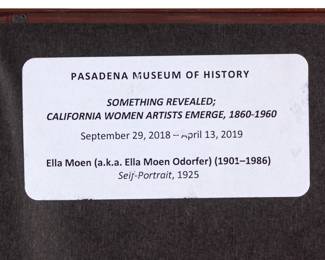 PASADENA MUSEUM OF HISTORY
SOMETHING REVEALED;
CALIFORNIA WOMEN ARTISTS EMERGE, 1860-1960
September 29, 2018 – April 13, 2019
Ella Moen (a.k.a. Ella Moen Odorfer) (1901–1986)
Self-Portrait, 1925